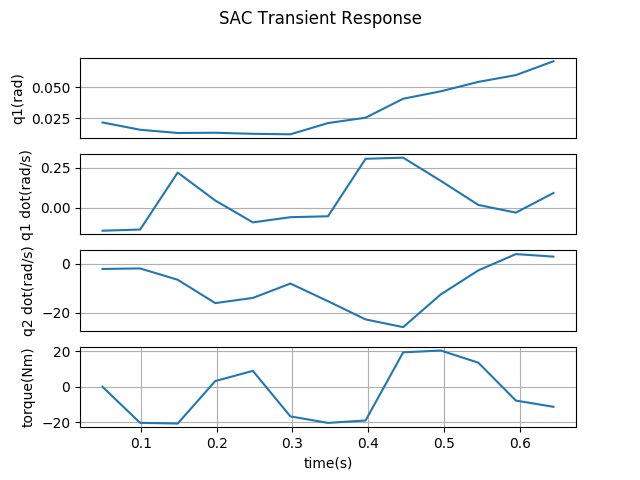 SAC Transient Response
q1(rad)
0.050
0.025
q1 dot(rad/s)
0.25
0.00
q2 dot(rad/s)
0
−20
torque(Nm)
20
0
−20
0.1 0.2 0.3 0.4 0.5 0.6
time(s)